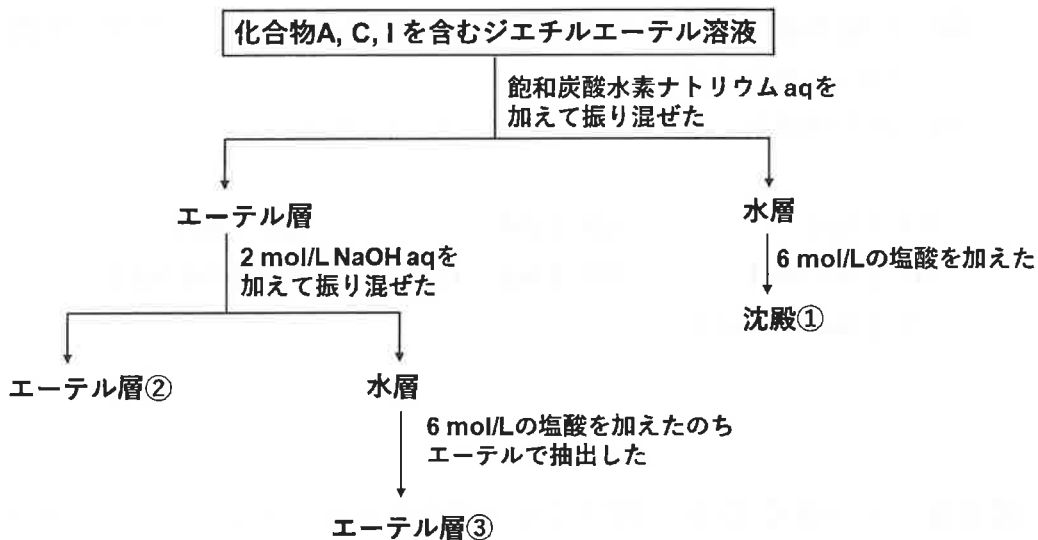 化合物A, C, I を含むジエチルエーテル溶液
飽和炭酸水素ナトリウム aqを
加えて振り混ぜた
エーテル層
水層
2 mol/L NaOH aqを
加えて振り混ぜた
6 mol/Lの塩酸を加えた
沈殿①
エーテル層②
水層
6 mol/Lの塩酸を加えたのち
エーテルで抽出した
エーテル層③